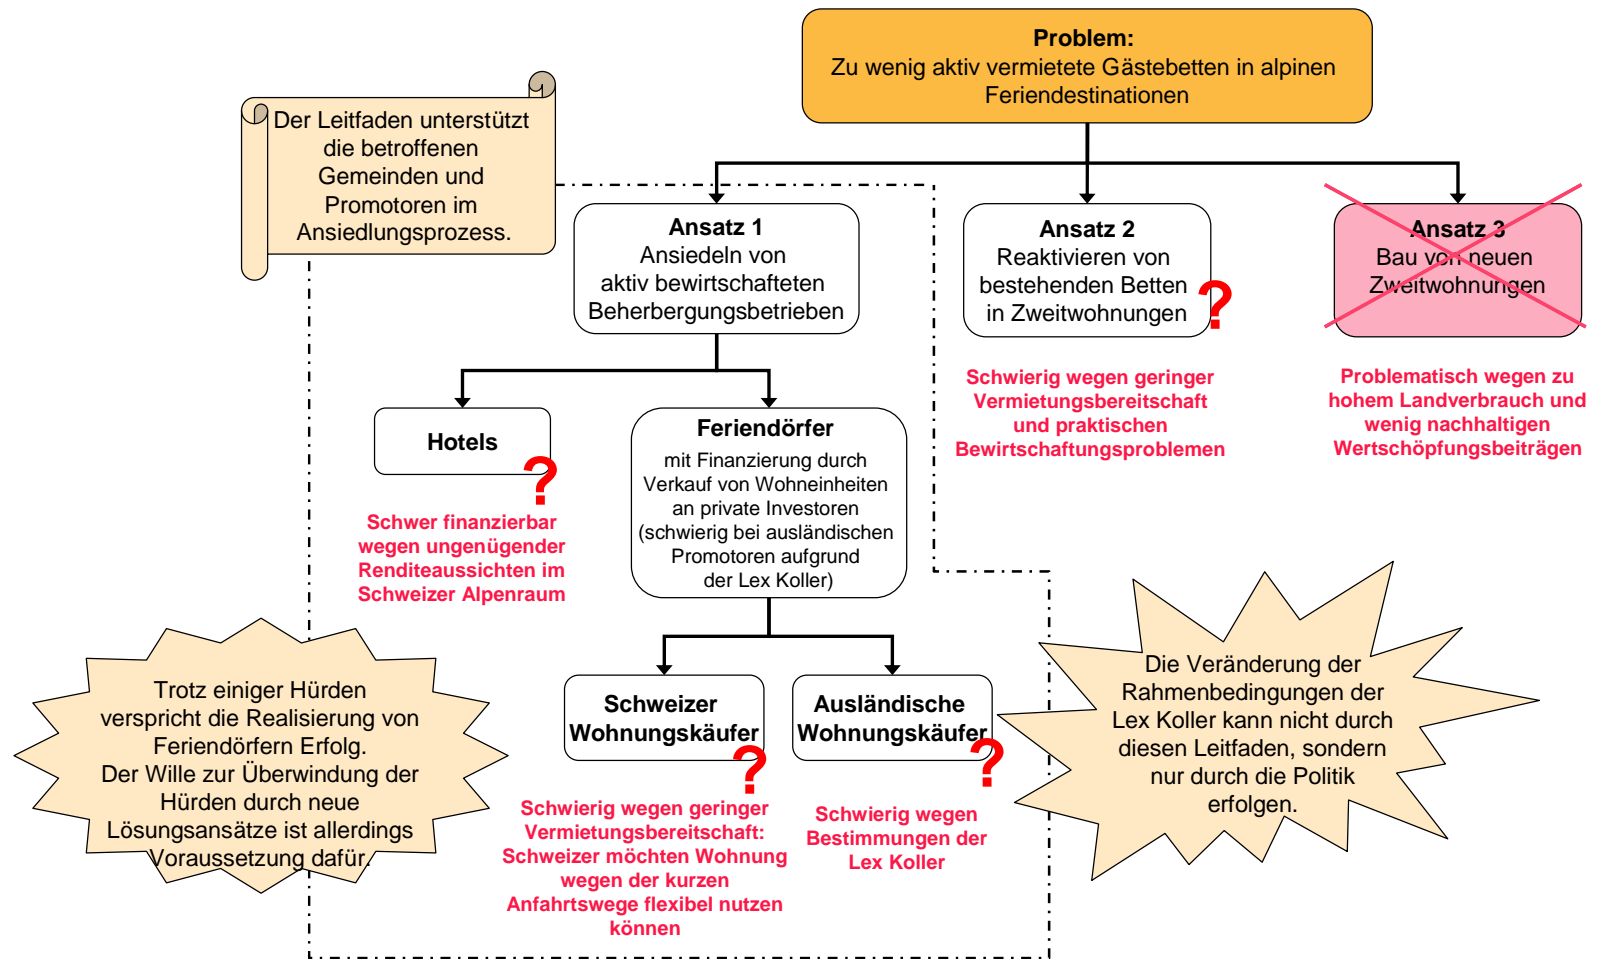 Problem:
Zu wenig aktiv vermietete Gästebetten in alpinen
Feriendestinationen
Der Leitfaden unterstützt
die betroffenen
Gemeinden und
Promotoren im
Ansiedlungsprozess.
Ansatz 1
Ansiedeln von
aktiv bewirtschafteten
Beherbergungsbetrieben
Ansatz 2
Reaktivieren von
bestehenden Betten
in Zweitwohnungen
?
Ansatz 3
Bau von neuen
Zweitwohnungen
Schwierig wegen geringer
Vermietungsbereitschaft
und praktischen
Bewirtschaftungsproblemen
Problematisch wegen zu
hohem Landverbrauch und
wenig nachhaltigen
Wertschöpfungsbeiträgen
Hotels
?
Schwer finanzierbar
wegen ungenügender
Renditeaussichten im
Schweizer Alpenraum
Feriendörfer
mit Finanzierung durch
Verkauf von Wohneinheiten
an private Investoren
(schwierig bei ausländischen
Promotoren aufgrund
der Lex Koller)
Trotz einiger Hürden
verspricht die Realisierung von
Feriendörfern Erfolg.
Der Wille zur Überwindung der
Hürden durch neue
Lösungsansätze ist allerdings
Voraussetzung dafür.
Schweizer
Wohnungskäufer
?
Schwierig wegen geringer
Vermietungsbereitschaft:
Schweizer möchten Wohnung
wegen der kurzen
Anfahrtswege flexibel nutzen
können
Ausländische
Wohnungskäufer
?
Schwierig wegen
Bestimmungen der
Lex Koller
Die Veränderung der
Rahmenbedingungen der
Lex Koller kann nicht durch
diesen Leitfaden, sondern
nur durch die Politik
erfolgen.